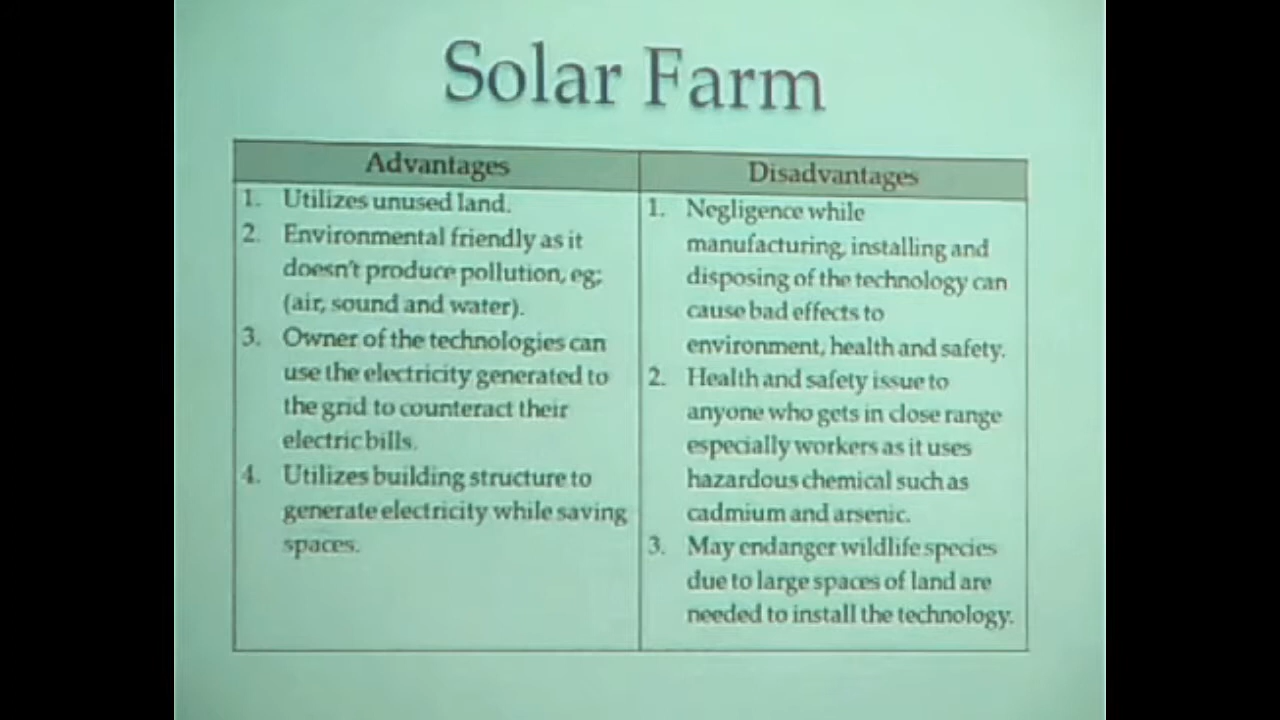 Solar Farm
Advantages
1. Utilizes unused land.
2. Environmental friendly as it
doesn't produce pollution, eg;
(air, sound and water).
3. Owner of the technologies can
use the electricity generated to
the grid to counteract their
electric bills.
4. Utilizes building structure to
generate electricity while saving
spaces.
Disadvantages
1. Negligence while
manufacturing, installing and
disposing of the technology can
cause bad effects to
environment, health and safety.
2. Health and safety issue to
anyone who gets in close range
especially workers as it uses
hazardous chemical such as
cadmium and arsenic.
3. May endanger wildlife species
due to large spaces of land are
needed to install the technology.